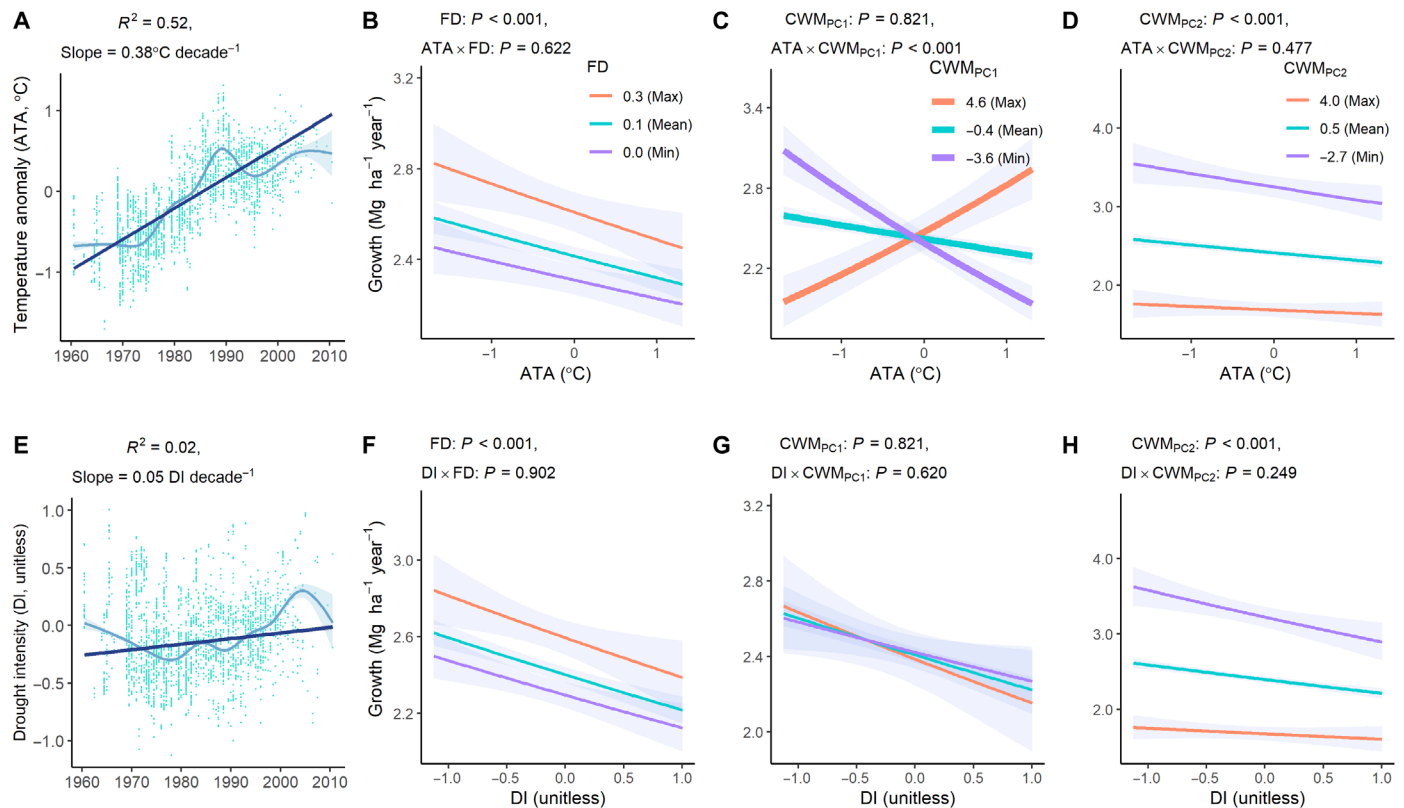 A
R² = 0.52,
Slope = 0.38°C decade⁻¹
Temperature anomaly (ATA, °C)
1
0
−1
1960 1970 1980 1990 2000 2010
B
FD: P < 0.001,
ATA × FD: P = 0.622
FD
0.3 (Max)
0.1 (Mean)
0.0 (Min)
Growth (Mg ha⁻¹ year⁻¹)
3.2
2.8
2.4
−1 0 1
ATA (°C)
C
CWM_PC1: P = 0.821,
ATA × CWM_PC1: P < 0.001
CWM_PC1
4.6 (Max)
−0.4 (Mean)
−3.6 (Min)
3.4
2.8
2.2
−1 0 1
ATA (°C)
D
CWM_PC2: P < 0.001,
ATA × CWM_PC2: P = 0.477
CWM_PC2
4.0 (Max)
0.5 (Mean)
−2.7 (Min)
4.0
3.0
2.0
−1 0 1
ATA (°C)
E
R² = 0.02,
Slope = 0.05 DI decade⁻¹
Drought intensity (DI, unitless)
1.0
0.5
0.0
−0.5
−1.0
1960 1970 1980 1990 2000 2010
F
FD: P < 0.001,
DI × FD: P = 0.902
Growth (Mg ha⁻¹ year⁻¹)
3.0
2.6
2.2
−1.0 −0.5 0.0 0.5 1.0
DI (unitless)
G
CWM_PC1: P = 0.821,
DI × CWM_PC1: P = 0.620
3.2
2.8
2.4
2.0
−1.0 −0.5 0.0 0.5 1.0
DI (unitless)
H
CWM_PC2: P < 0.001,
DI × CWM_PC2: P = 0.249
4.0
3.0
2.0
−1.0 −0.5 0.0 0.5 1.0
DI (unitless)